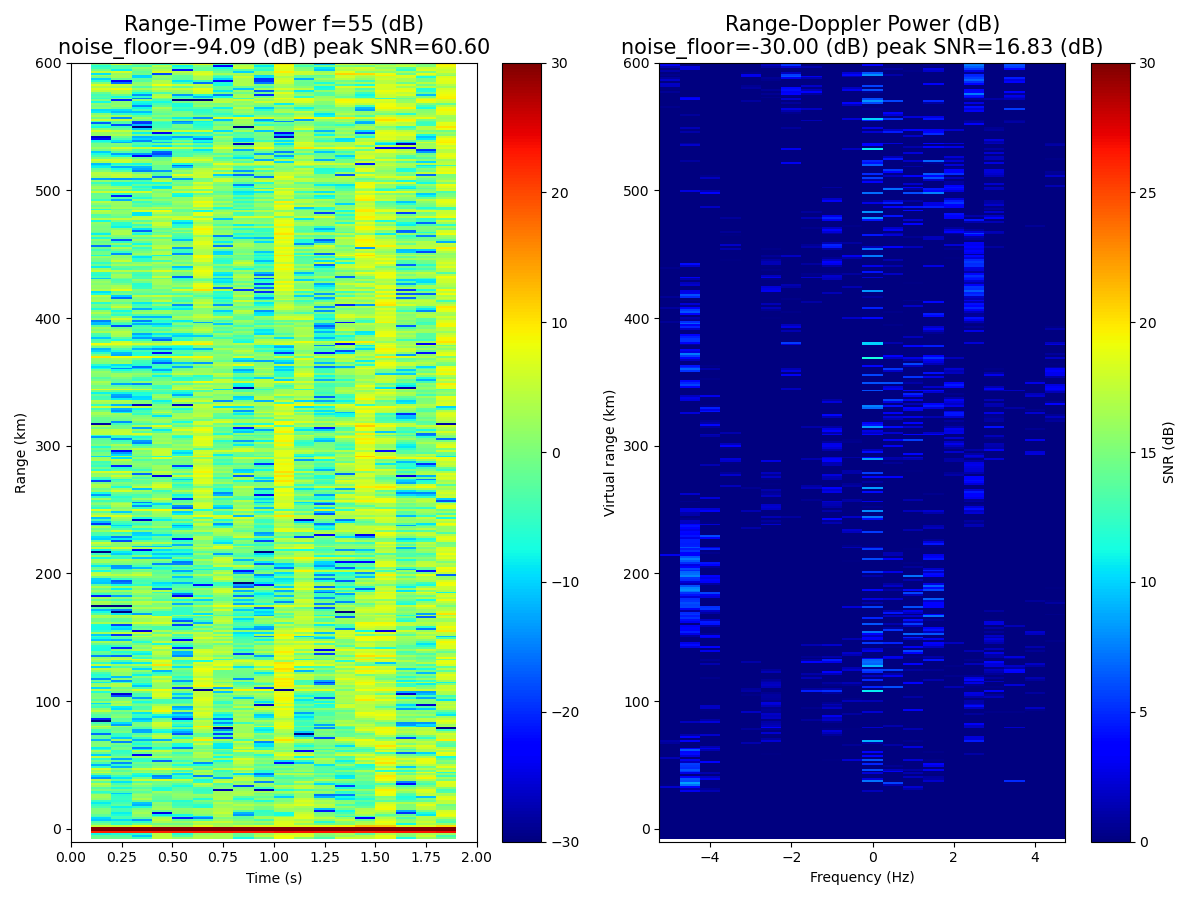 Range-Time Power f=55 (dB)
noise_floor=-94.09 (dB) peak SNR=60.60
600
500
400
300
200
100
0
Range (km)
0.00 0.25 0.50 0.75 1.00 1.25 1.50 1.75 2.00
Time (s)
30
20
10
0
−10
−20
−30
Range-Doppler Power (dB)
noise_floor=-30.00 (dB) peak SNR=16.83 (dB)
600
500
400
300
200
100
0
Virtual range (km)
−4 −2 0 2 4
Frequency (Hz)
30
25
20
15
10
5
0
SNR (dB)